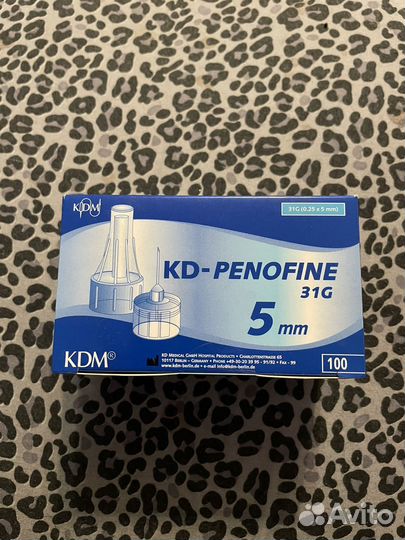 KDM
31G (0.25 x 5 mm)
KD-PENOFINE
31G
5 mm
KDM®
KD Medical GmbH Hospital Products • Charlottenstrasse 65
10117 Berlin – Germany • Phone +49-30-20 39 95 - 91/92 • Fax - 99
www.kdm-berlin.de • e-mail info@kdm-berlin.de
100
Avito